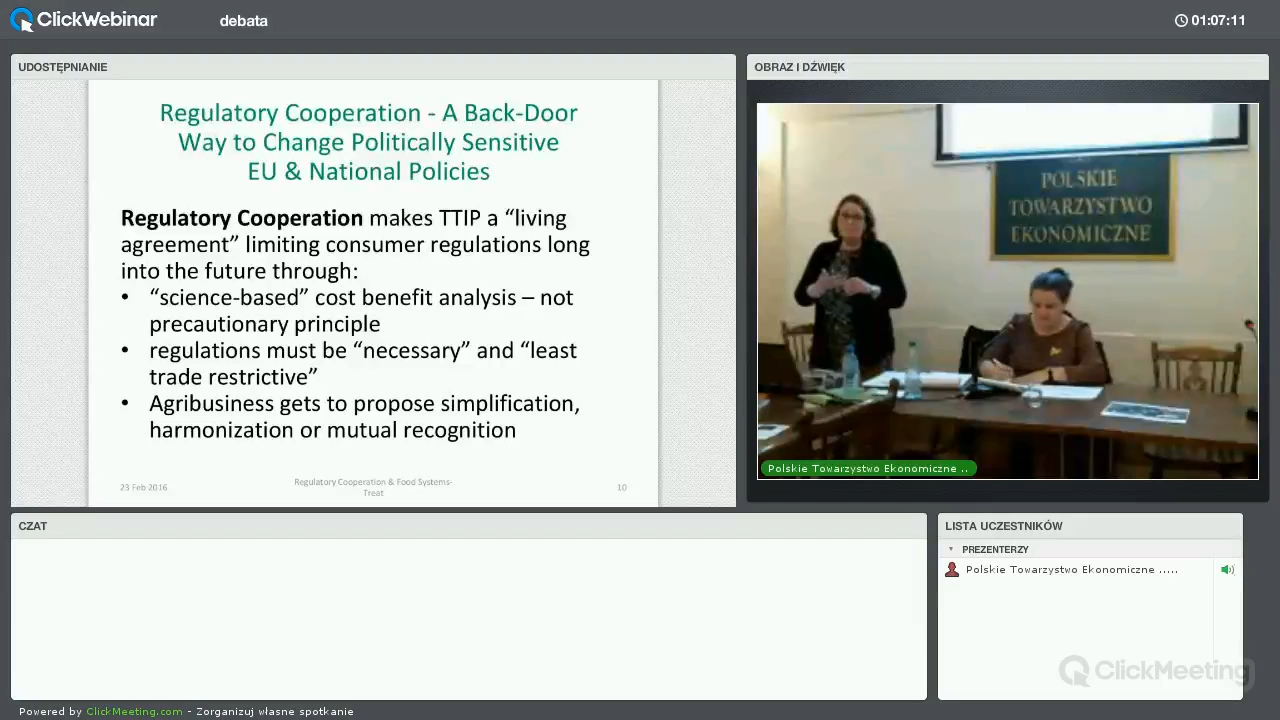 ClickWebinar
debata
01:07:11
UDOSTĘPNIANIE
Regulatory Cooperation - A Back-Door
Way to Change Politically Sensitive
EU & National Policies
Regulatory Cooperation makes TTIP a “living
agreement” limiting consumer regulations long
into the future through:
• “science-based” cost benefit analysis – not
precautionary principle
• regulations must be “necessary” and “least
trade restrictive”
• Agribusiness gets to propose simplification,
harmonization or mutual recognition
23 Feb 2016
Regulatory Cooperation & Food Systems-
Treat
10
OBRAZ I DŹWIĘK
POLSKIE
TOWARZYSTWO
EKONOMICZNE
Polskie Towarzystwo Ekonomiczne ..
CZAT
LISTA UCZESTNIKÓW
PREZENTERZY
Polskie Towarzystwo Ekonomiczne .....
ClickMeeting
Powered by ClickMeeting.com - Zorganizuj własne spotkanie